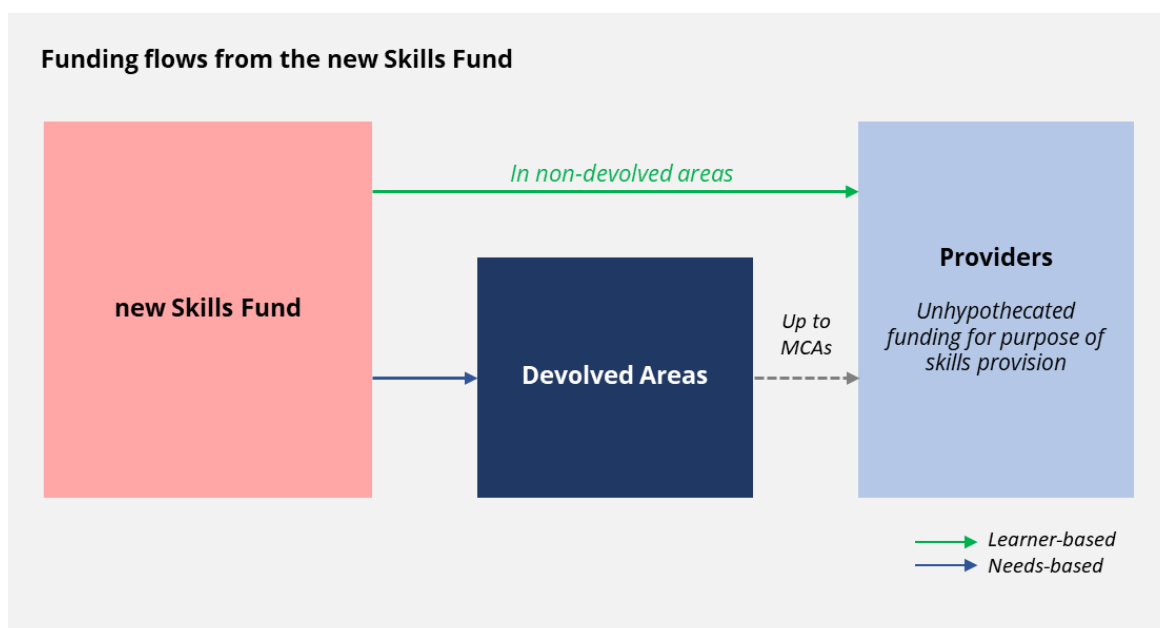 Funding flows from the new Skills Fund
In non-devolved areas
new Skills Fund
Devolved Areas
Up to
MCAs
Providers
Unhypothecated
funding for purpose of
skills provision
Learner-based
Needs-based